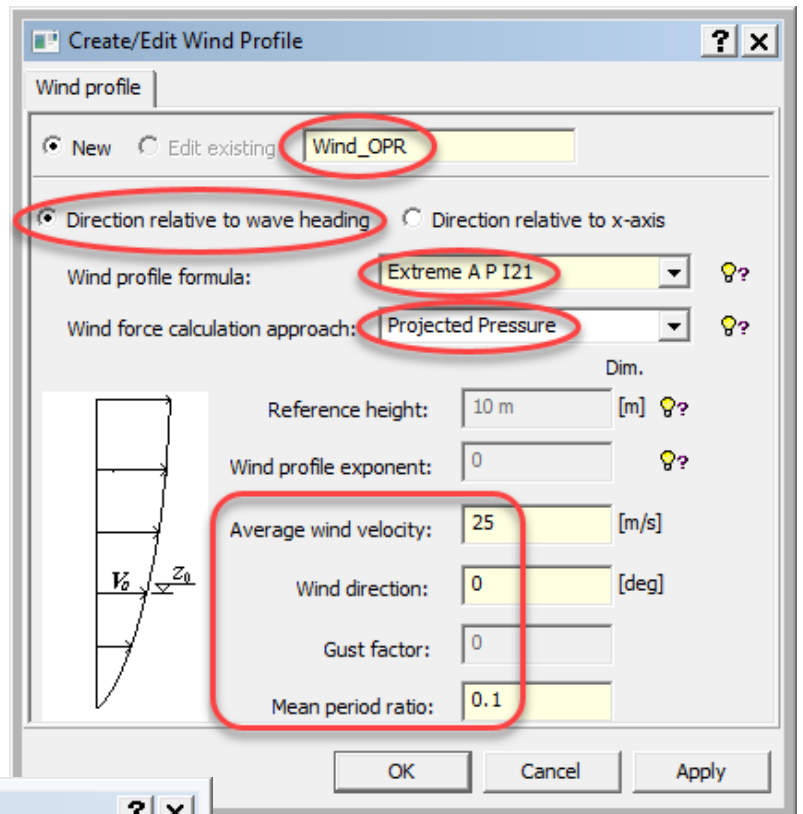 Create/Edit Wind Profile
? x
Wind profile
New Edit existing Wind_OPR
Direction relative to wave heading Direction relative to x-axis
Wind profile formula: Extreme A P I21 ?
Wind force calculation approach: Projected Pressure ?
Dim.
Reference height: 10 m [m] ?
Wind profile exponent: 0 ?
Average wind velocity: 25 [m/s]
V₀ Z₀
Wind direction: 0 [deg]
Gust factor: 0
Mean period ratio: 0.1
OK Cancel Apply
? x